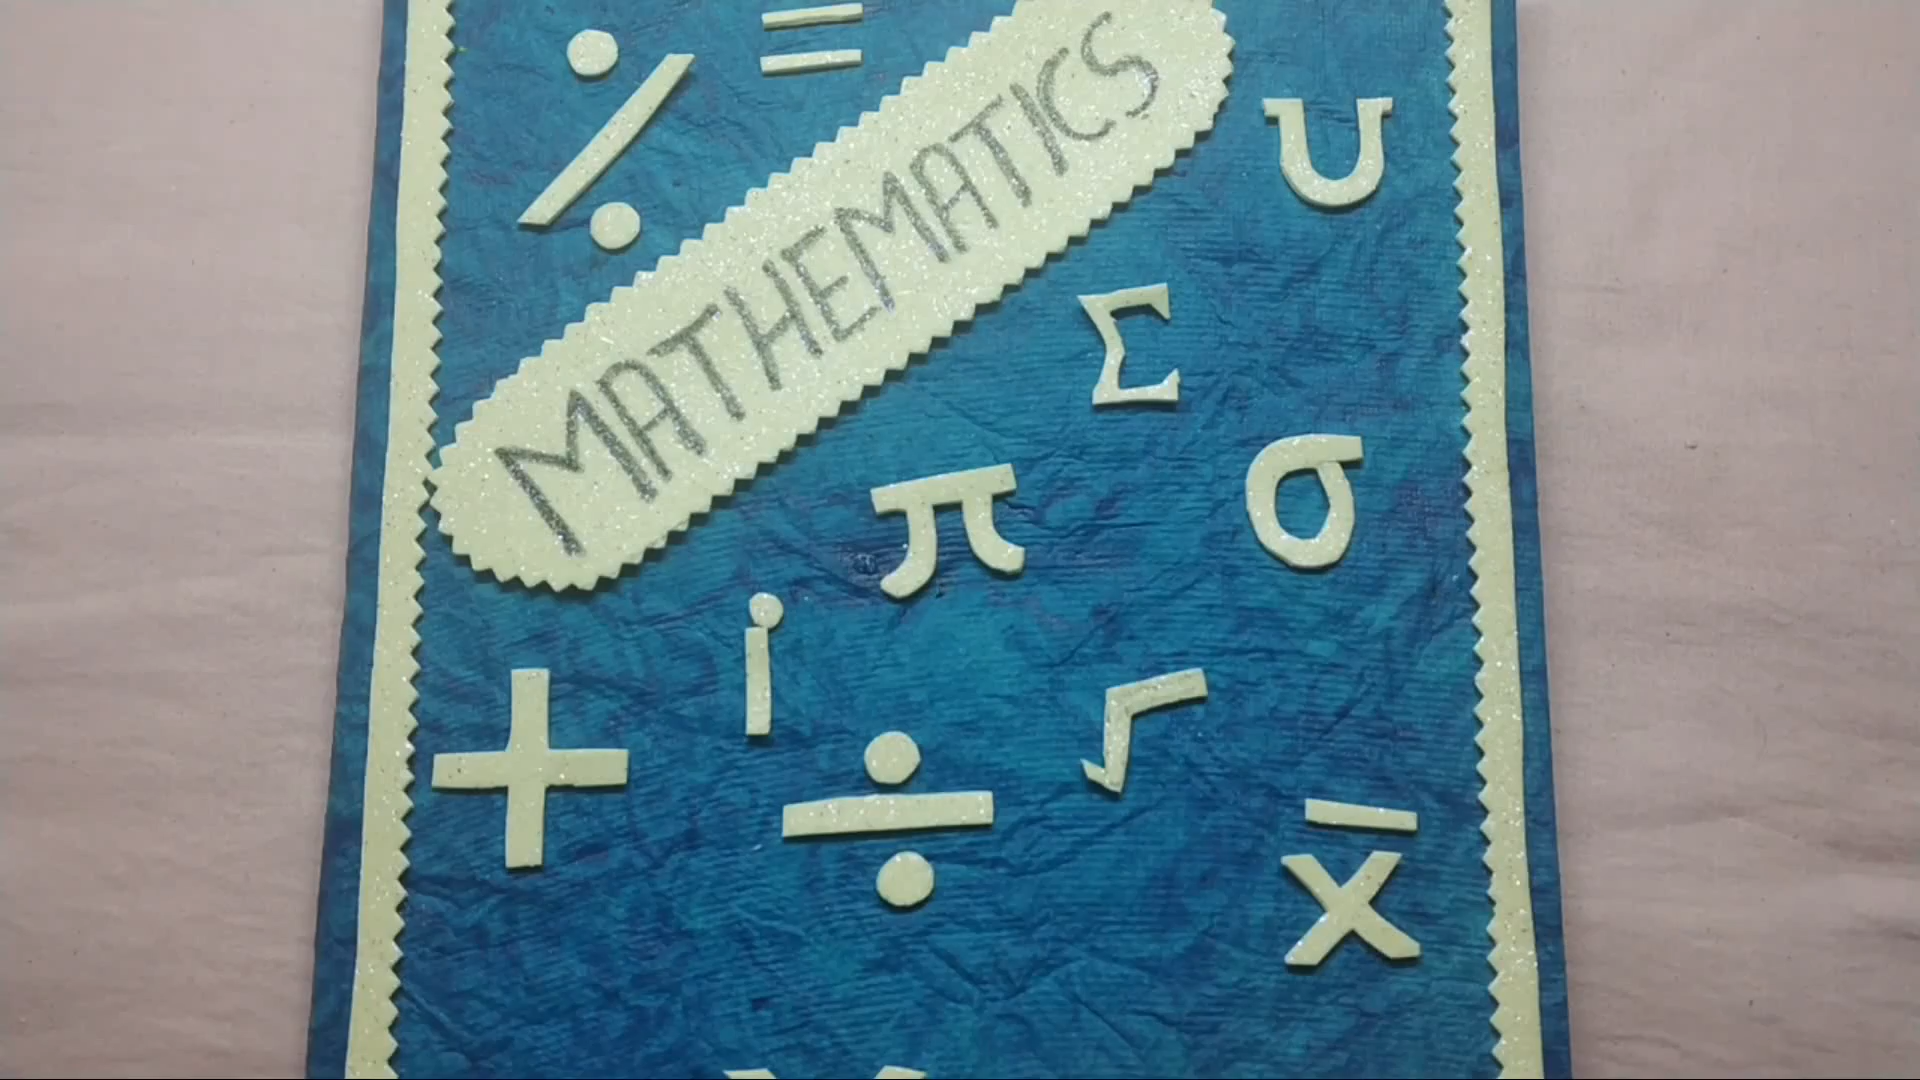 % =
MATHEMATICS
U
Σ
π σ
i
+ ÷ √
x̄